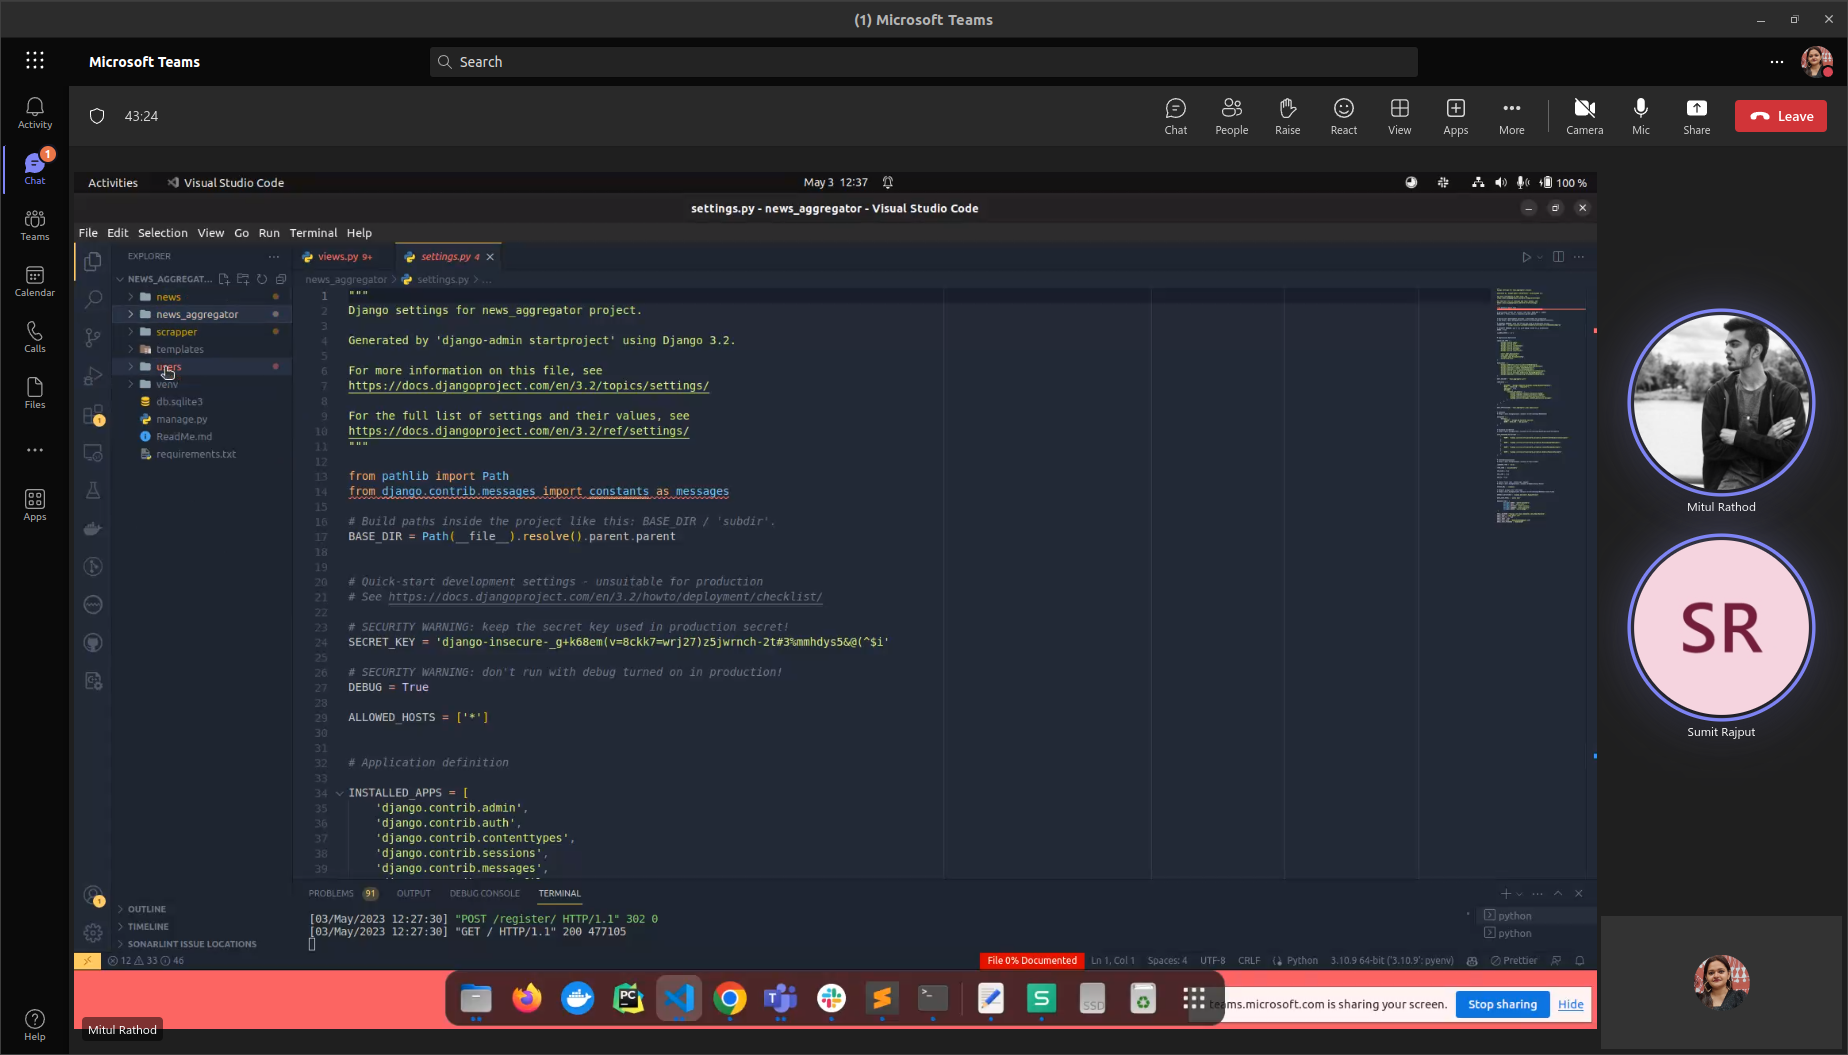 (1) Microsoft Teams
Microsoft Teams
Search
Activity
1
Chat
Teams
Calendar
Calls
Files
Apps
Help
43:24
Chat
People
Raise
React
View
Apps
More
Camera
Mic
Share
Leave
Activities
Visual Studio Code
May 3 12:37
100 %
settings.py - news_aggregator - Visual Studio Code
File Edit Selection View Go Run Terminal Help
EXPLORER
NEWS_AGGREGAT...
news
news_aggregator
scrapper
templates
users
venv
db.sqlite3
manage.py
ReadMe.md
requirements.txt
OUTLINE
TIMELINE
SONARLINT ISSUE LOCATIONS
views.py 9+
settings.py 4
news_aggregator > settings.py > ...
1 """
2 Django settings for news_aggregator project.
3
4 Generated by 'django-admin startproject' using Django 3.2.
5
6 For more information on this file, see
7 https://docs.djangoproject.com/en/3.2/topics/settings/
8
9 For the full list of settings and their values, see
10 https://docs.djangoproject.com/en/3.2/ref/settings/
11 """
12
13 from pathlib import Path
14 from django.contrib.messages import constants as messages
15
16 # Build paths inside the project like this: BASE_DIR / 'subdir'.
17 BASE_DIR = Path(__file__).resolve().parent.parent
18
19
20 # Quick-start development settings - unsuitable for production
21 # See https://docs.djangoproject.com/en/3.2/howto/deployment/checklist/
22
23 # SECURITY WARNING: keep the secret key used in production secret!
24 SECRET_KEY = 'django-insecure-_g+k68em(v=8ckk7=wrj27)z5jwrnch-2t#3%mmhdys5&@(^$i'
25
26 # SECURITY WARNING: don't run with debug turned on in production!
27 DEBUG = True
28
29 ALLOWED_HOSTS = ['*']
30
31
32 # Application definition
33
34 INSTALLED_APPS = [
35 'django.contrib.admin',
36 'django.contrib.auth',
37 'django.contrib.contenttypes',
38 'django.contrib.sessions',
39 'django.contrib.messages',
PROBLEMS 91 OUTPUT DEBUG CONSOLE TERMINAL
[03/May/2023 12:27:30] "POST /register/ HTTP/1.1" 302 0
[03/May/2023 12:27:30] "GET / HTTP/1.1" 200 477105
python
python
12 33 46
File 0% Documented
Ln 1, Col 1
Spaces: 4
UTF-8
CRLF
Python
3.10.9 64-bit ('3.10.9': pyenv)
Prettier
PC
S
SSD
teams.microsoft.com is sharing your screen.
Stop sharing
Hide
Mitul Rathod
Mitul Rathod
SR
Sumit Rajput